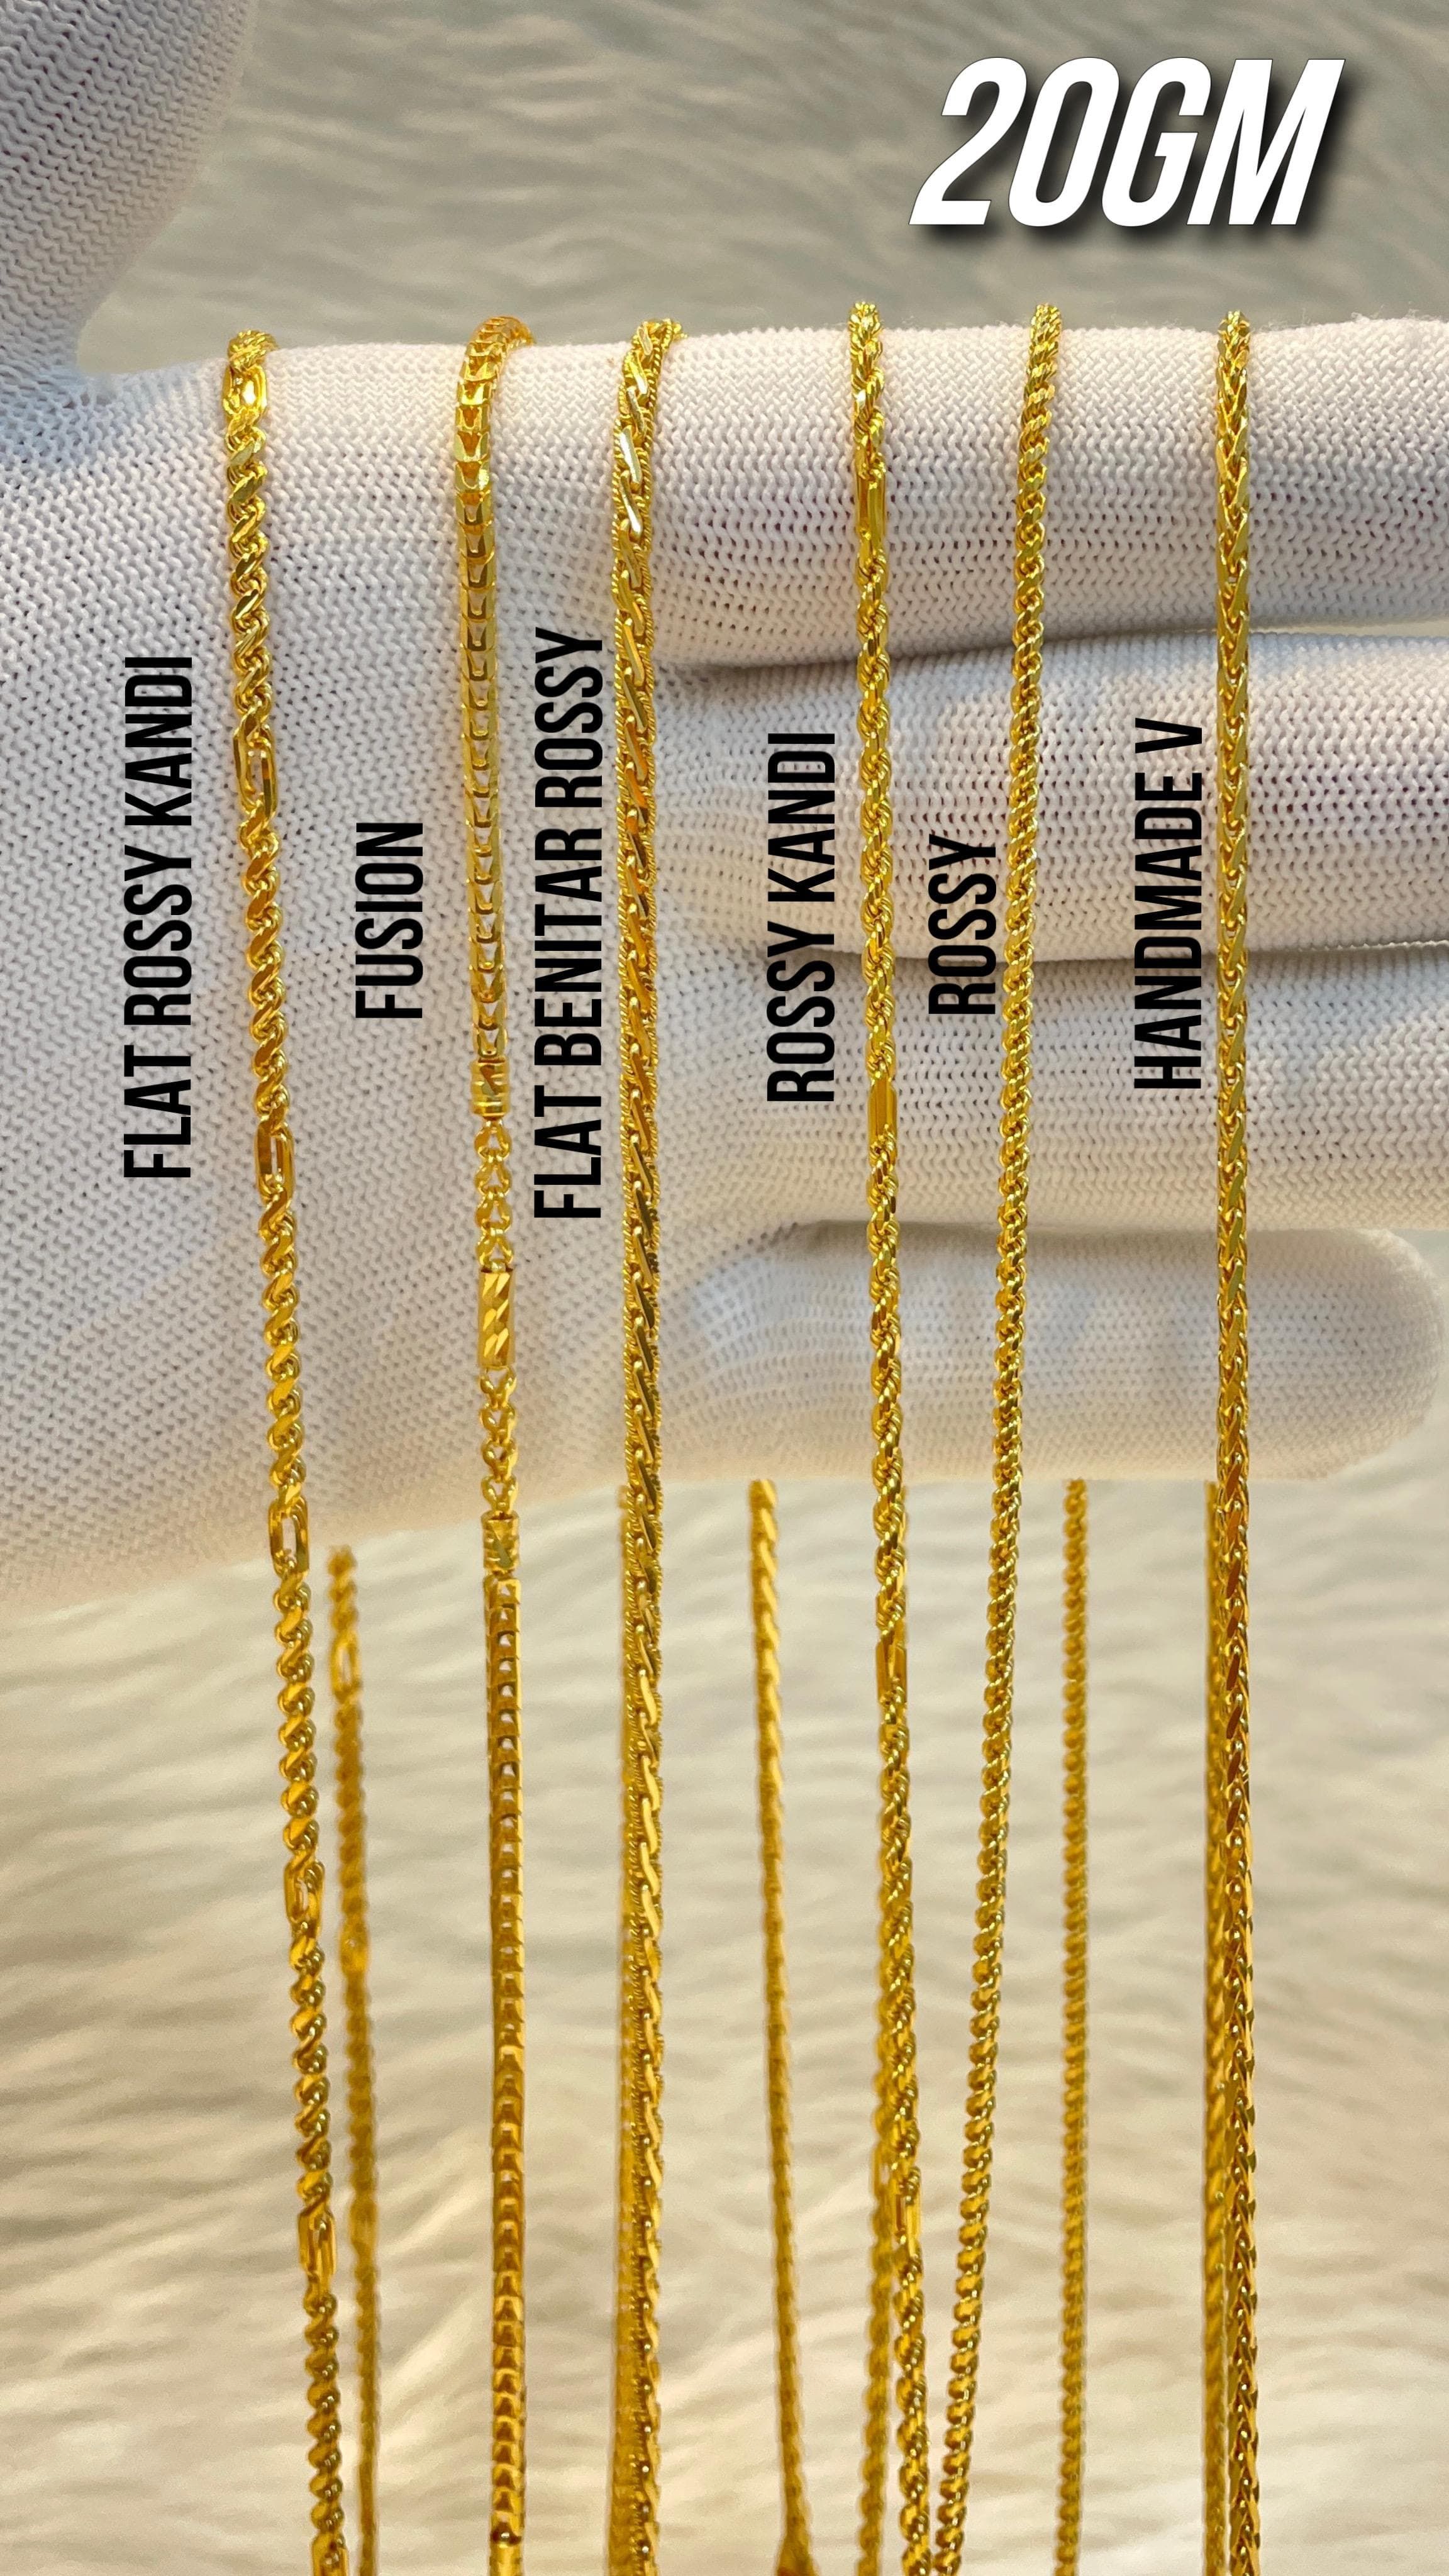 20GM
FLAT ROSSY KANDI
FUSION
FLAT BENITAR ROSSY
ROSSY KANDI
ROSSY
HANDMADE V